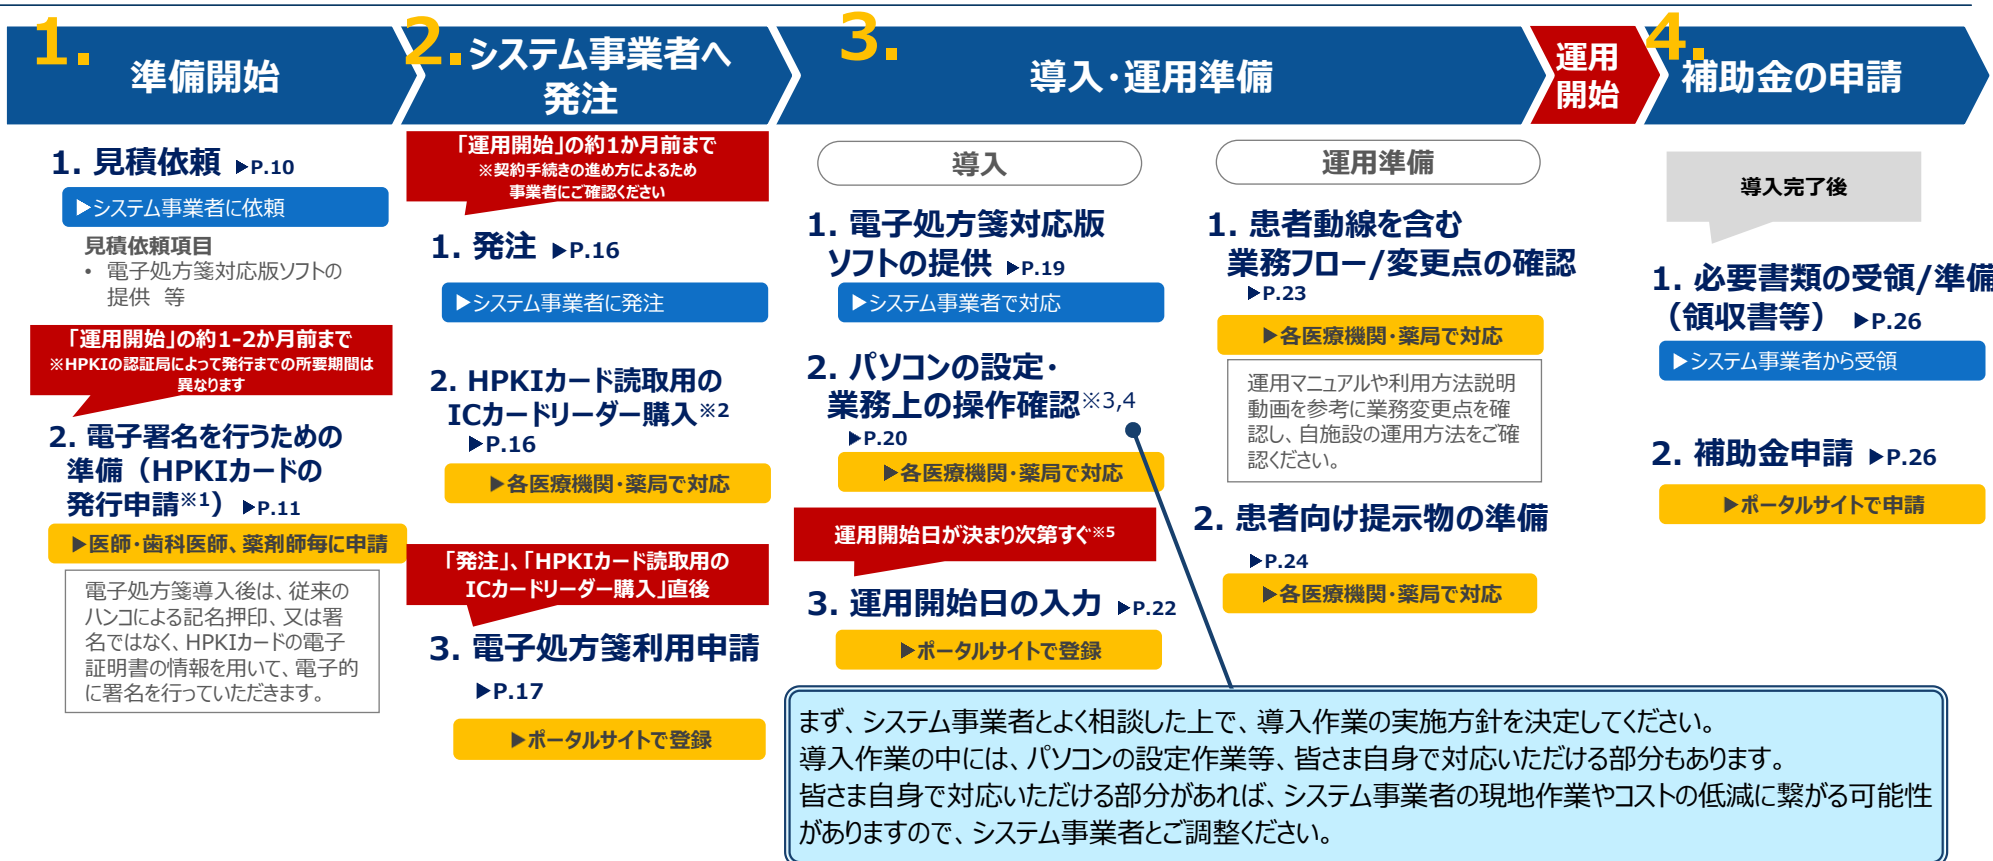 1.
準備開始
2.
システム事業者へ
発注
3.
導入・運用準備
運用
開始
4.
補助金の申請
1. 見積依頼 ▶P.10
▶システム事業者に依頼
見積依頼項目
• 電子処方箋対応版ソフトの
提供 等
「運用開始」の約1-2か月前まで
※HPKIの認証局によって発行までの所要期間は
異なります
2. 電子署名を行うための
準備（HPKIカードの
発行申請※1） ▶P.11
▶医師・歯科医師、薬剤師毎に申請
電子処方箋導入後は、従来の
ハンコによる記名押印、又は署
名ではなく、HPKIカードの電子
証明書の情報を用いて、電子的
に署名を行っていただきます。
「運用開始」の約1か月前まで
※契約手続きの進め方によるため
事業者にご確認ください
1. 発注 ▶P.16
▶システム事業者に発注
2. HPKIカード読取用の
ICカードリーダー購入※2
▶P.16
▶各医療機関・薬局で対応
「発注」、「HPKIカード読取用の
ICカードリーダー購入」直後
3. 電子処方箋利用申請
▶P.17
▶ポータルサイトで登録
導入
1. 電子処方箋対応版
ソフトの提供 ▶P.19
▶システム事業者で対応
2. パソコンの設定・
業務上の操作確認※3,4
▶P.20
▶各医療機関・薬局で対応
運用開始日が決まり次第すぐ※5
3. 運用開始日の入力 ▶P.22
▶ポータルサイトで登録
運用準備
1. 患者動線を含む
業務フロー/変更点の確認
▶P.23
▶各医療機関・薬局で対応
運用マニュアルや利用方法説明
動画を参考に業務変更点を確
認し、自施設の運用方法をご確
認ください。
2. 患者向け提示物の準備
▶P.24
▶各医療機関・薬局で対応
導入完了後
1. 必要書類の受領/準備
（領収書等） ▶P.26
▶システム事業者から受領
2. 補助金申請 ▶P.26
▶ポータルサイトで申請
まず、システム事業者とよく相談した上で、導入作業の実施方針を決定してください。
導入作業の中には、パソコンの設定作業等、皆さま自身で対応いただける部分もあります。
皆さま自身で対応いただける部分があれば、システム事業者の現地作業やコストの低減に繋がる可能性
がありますので、システム事業者とご調整ください。